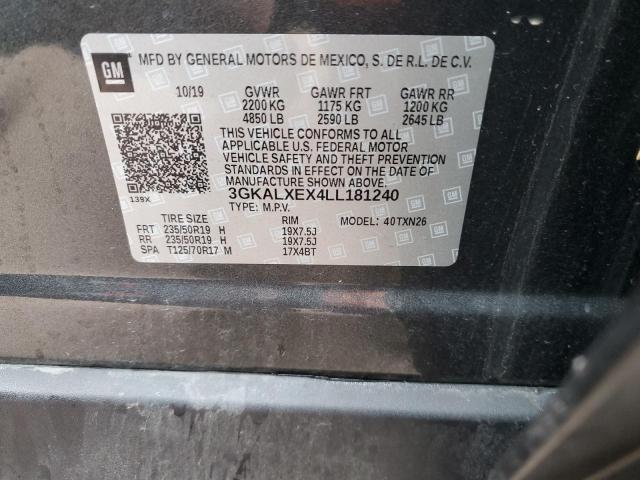 GM
MFD BY GENERAL MOTORS DE MEXICO, S. DE R.L. DE C.V.
10/19 GVWR GAWR FRT GAWR RR
2200 KG 1175 KG 1200 KG
4850 LB 2590 LB 2645 LB
THIS VEHICLE CONFORMS TO ALL
APPLICABLE U.S. FEDERAL MOTOR
VEHICLE SAFETY AND THEFT PREVENTION
STANDARDS IN EFFECT ON THE DATE OF
MANUFACTURE SHOWN ABOVE.
139X 3GKALXEX4LL181240
TYPE: M.P.V.
TIRE SIZE RIM MODEL: 40TXN26
FRT 235/50R19 H 19X7.5J
RR 235/50R19 H 19X7.5J
SPA T125/70R17 M 17X4BT